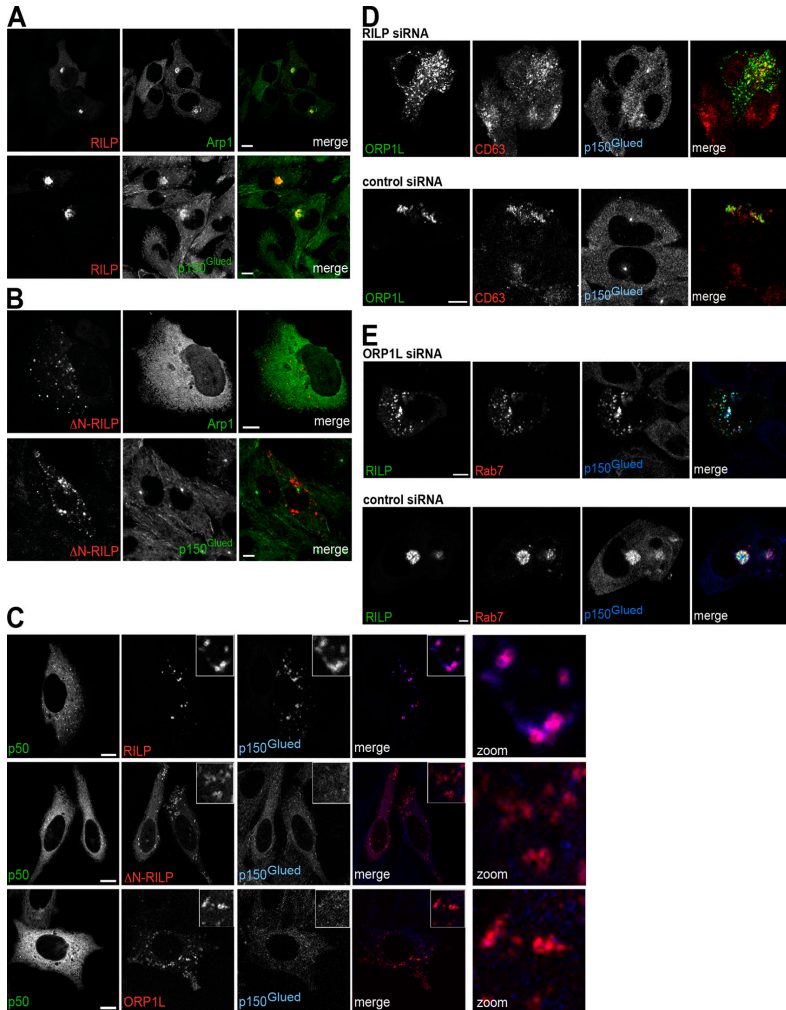 A
RILP
Arp1
merge
RILP
p150Glued
merge
B
ΔN-RILP
Arp1
merge
ΔN-RILP
p150Glued
merge
C
p50
RILP
p150Glued
merge
zoom
p50
ΔN-RILP
p150Glued
merge
zoom
p50
ORP1L
p150Glued
merge
zoom
D
RILP siRNA
ORP1L
CD63
p150Glued
merge
control siRNA
ORP1L
CD63
p150Glued
merge
E
ORP1L siRNA
RILP
Rab7
p150Glued
merge
control siRNA
RILP
Rab7
p150Glued
merge